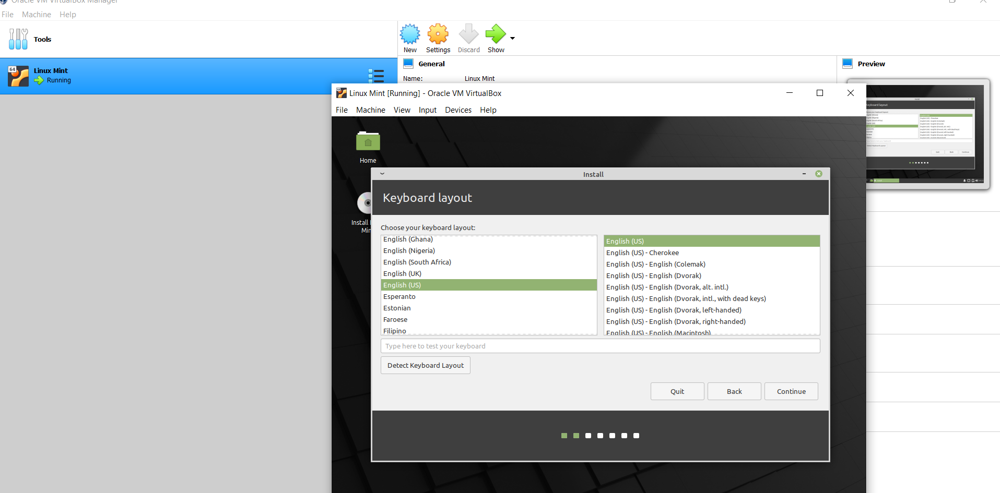 Oracle VM VirtualBox Manager
File Machine Help
Tools
New Settings Discard Show
64
Linux Mint
Running
General
Name: Linux Mint
Preview
Linux Mint [Running] - Oracle VM VirtualBox
File Machine View Input Devices Help
Home
Install
Keyboard layout
Choose your keyboard layout:
English (Ghana)
English (Nigeria)
English (South Africa)
English (UK)
English (US)
Esperanto
Estonian
Faroese
Filipino
English (US)
English (US) - Cherokee
English (US) - English (Colemak)
English (US) - English (Dvorak)
English (US) - English (Dvorak, alt. intl.)
English (US) - English (Dvorak, intl., with dead keys)
English (US) - English (Dvorak, left-handed)
English (US) - English (Dvorak, right-handed)
English (US) - English (Macintosh)
Type here to test your keyboard
Detect Keyboard Layout
Quit Back Continue
Install
Min
Keyboard layout